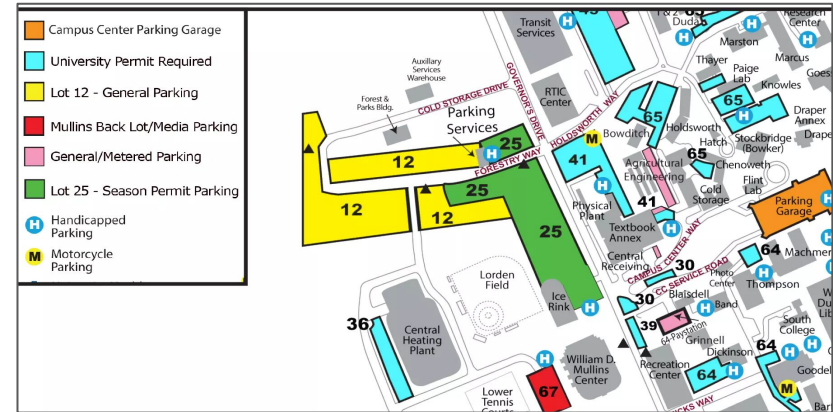 Campus Center Parking Garage
University Permit Required
Lot 12 - General Parking
Mullins Back Lot/Media Parking
General/Metered Parking
Lot 25 - Season Permit Parking
H
Handicapped
Parking
M
Motorcycle
Parking
Transit
Services
H
Duda
H
H
Research
Center
H
Marston
Marcus
Goes
Auxiliary
Services
Warehouse
GOVERNOR'S DRIVE
RTIC
Center
HOLDSWORTH WAY
Thayer
Paige
Lab
Knowles
65
H
Draper
Annex
Drape
COLD STORAGE DRIVE
Forest &
Parks Bldg.
Parking
Services
25
H
FORESTRY WAY
12
25
12
12
25
M
41
H
Bowditch
65
Holdsworth
Hatch
Stockbridge
(Bowker)
65
Chenoweth
Flint
Lab
Agricultural
Engineering
Cold
Storage
41
Physical
Plant
Textbook
Annex
H
Parking
Garage
H
Central
Receiving
CAMPUS CENTER WAY
CC SERVICE ROAD
30
30
Photo
Center
64
H
Machmer
H
Thompson
Lorden
Field
Ice
Rink
H
Blaisdell
H
Band
39
64-Paystation
Grinnell
Dickinson
South
College
H
36
Central
Heating
Plant
H
William D.
Mullins
Center
Recreation
Center
64
H
64
H
Goodel
M
67
Lower
Tennis